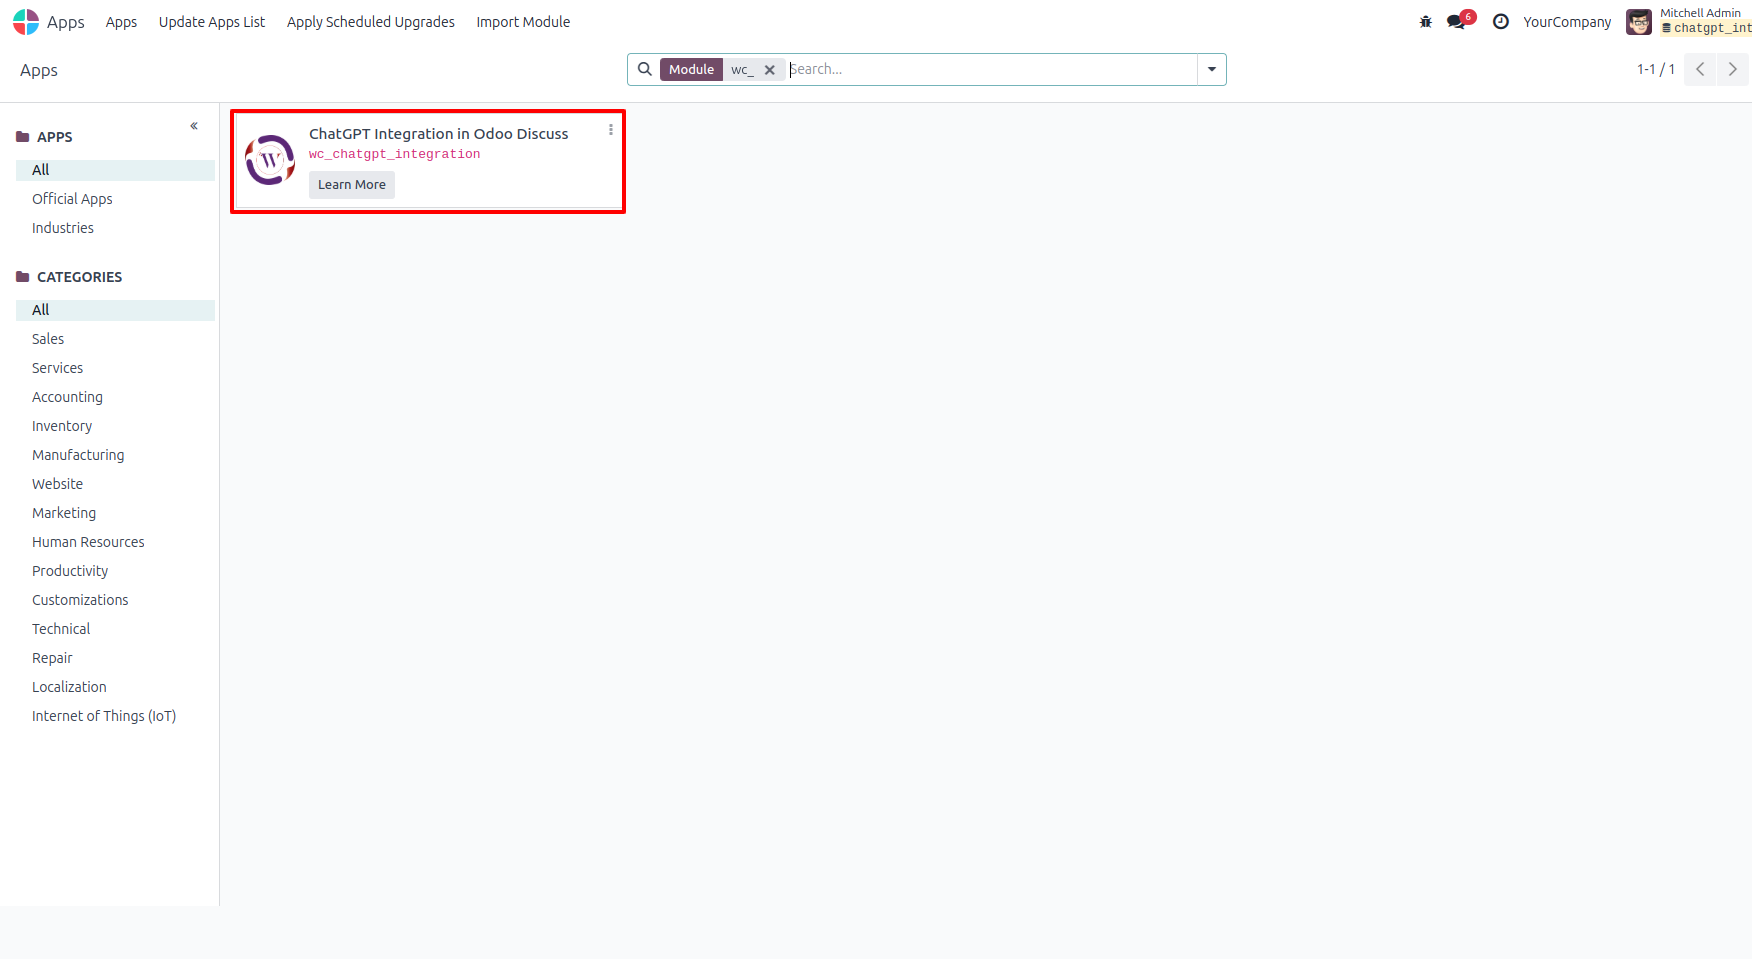 Apps Apps Update Apps List Apply Scheduled Upgrades Import Module 6 YourCompany Mitchell Admin
chatgpt_int
Apps Module wc_ Search... 1-1 / 1
APPS
All
Official Apps
Industries
CATEGORIES
All
Sales
Services
Accounting
Inventory
Manufacturing
Website
Marketing
Human Resources
Productivity
Customizations
Technical
Repair
Localization
Internet of Things (IoT)
W
ChatGPT Integration in Odoo Discuss
wc_chatgpt_integration
Learn More